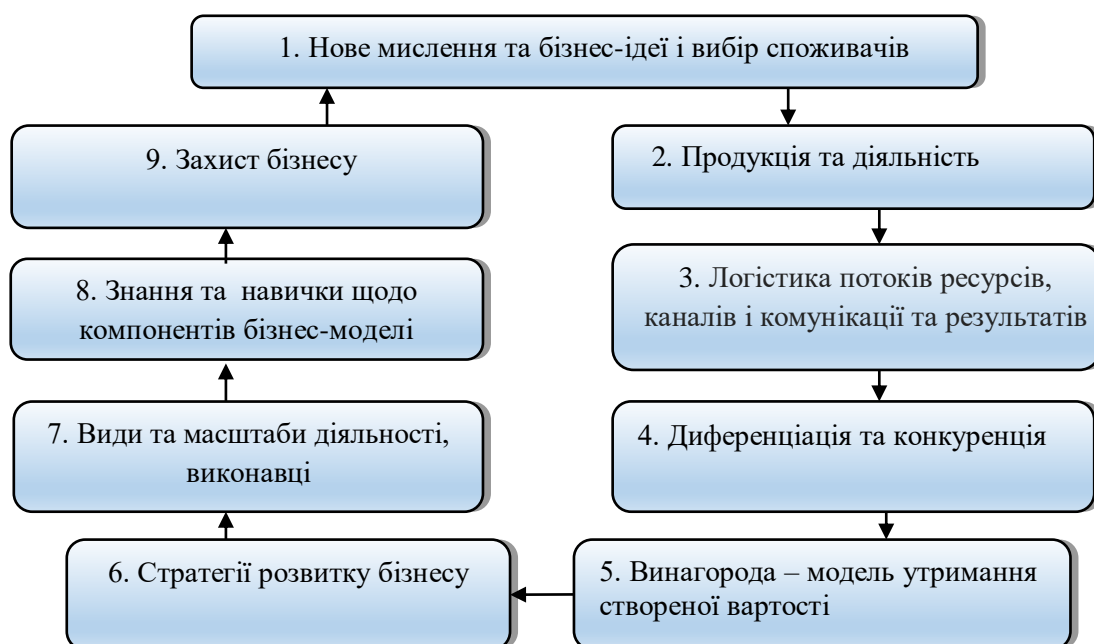 1. Нове мислення та бізнес-ідеї і вибір споживачів
2. Продукція та діяльність
3. Логістика потоків ресурсів,
каналів і комунікації та результатів
4. Диференціація та конкуренція
5. Винагорода – модель утримання
створеної вартості
6. Стратегії розвитку бізнесу
7. Види та масштаби діяльності,
виконавці
8. Знання та навички щодо
компонентів бізнес-моделі
9. Захист бізнесу